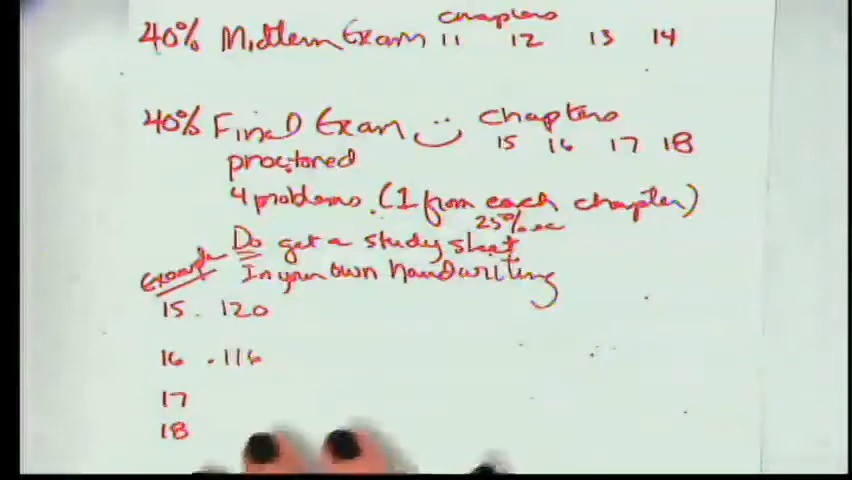 chapters
40% Midterm Exam 11 12 13 14
40% Final Exam :) chapters
15 16 17 18
proctored
4 problems. (1 from each chapter)
25% ea
Do get a study sheet
Example In your own handwriting
15. 120
16 .116
17
18